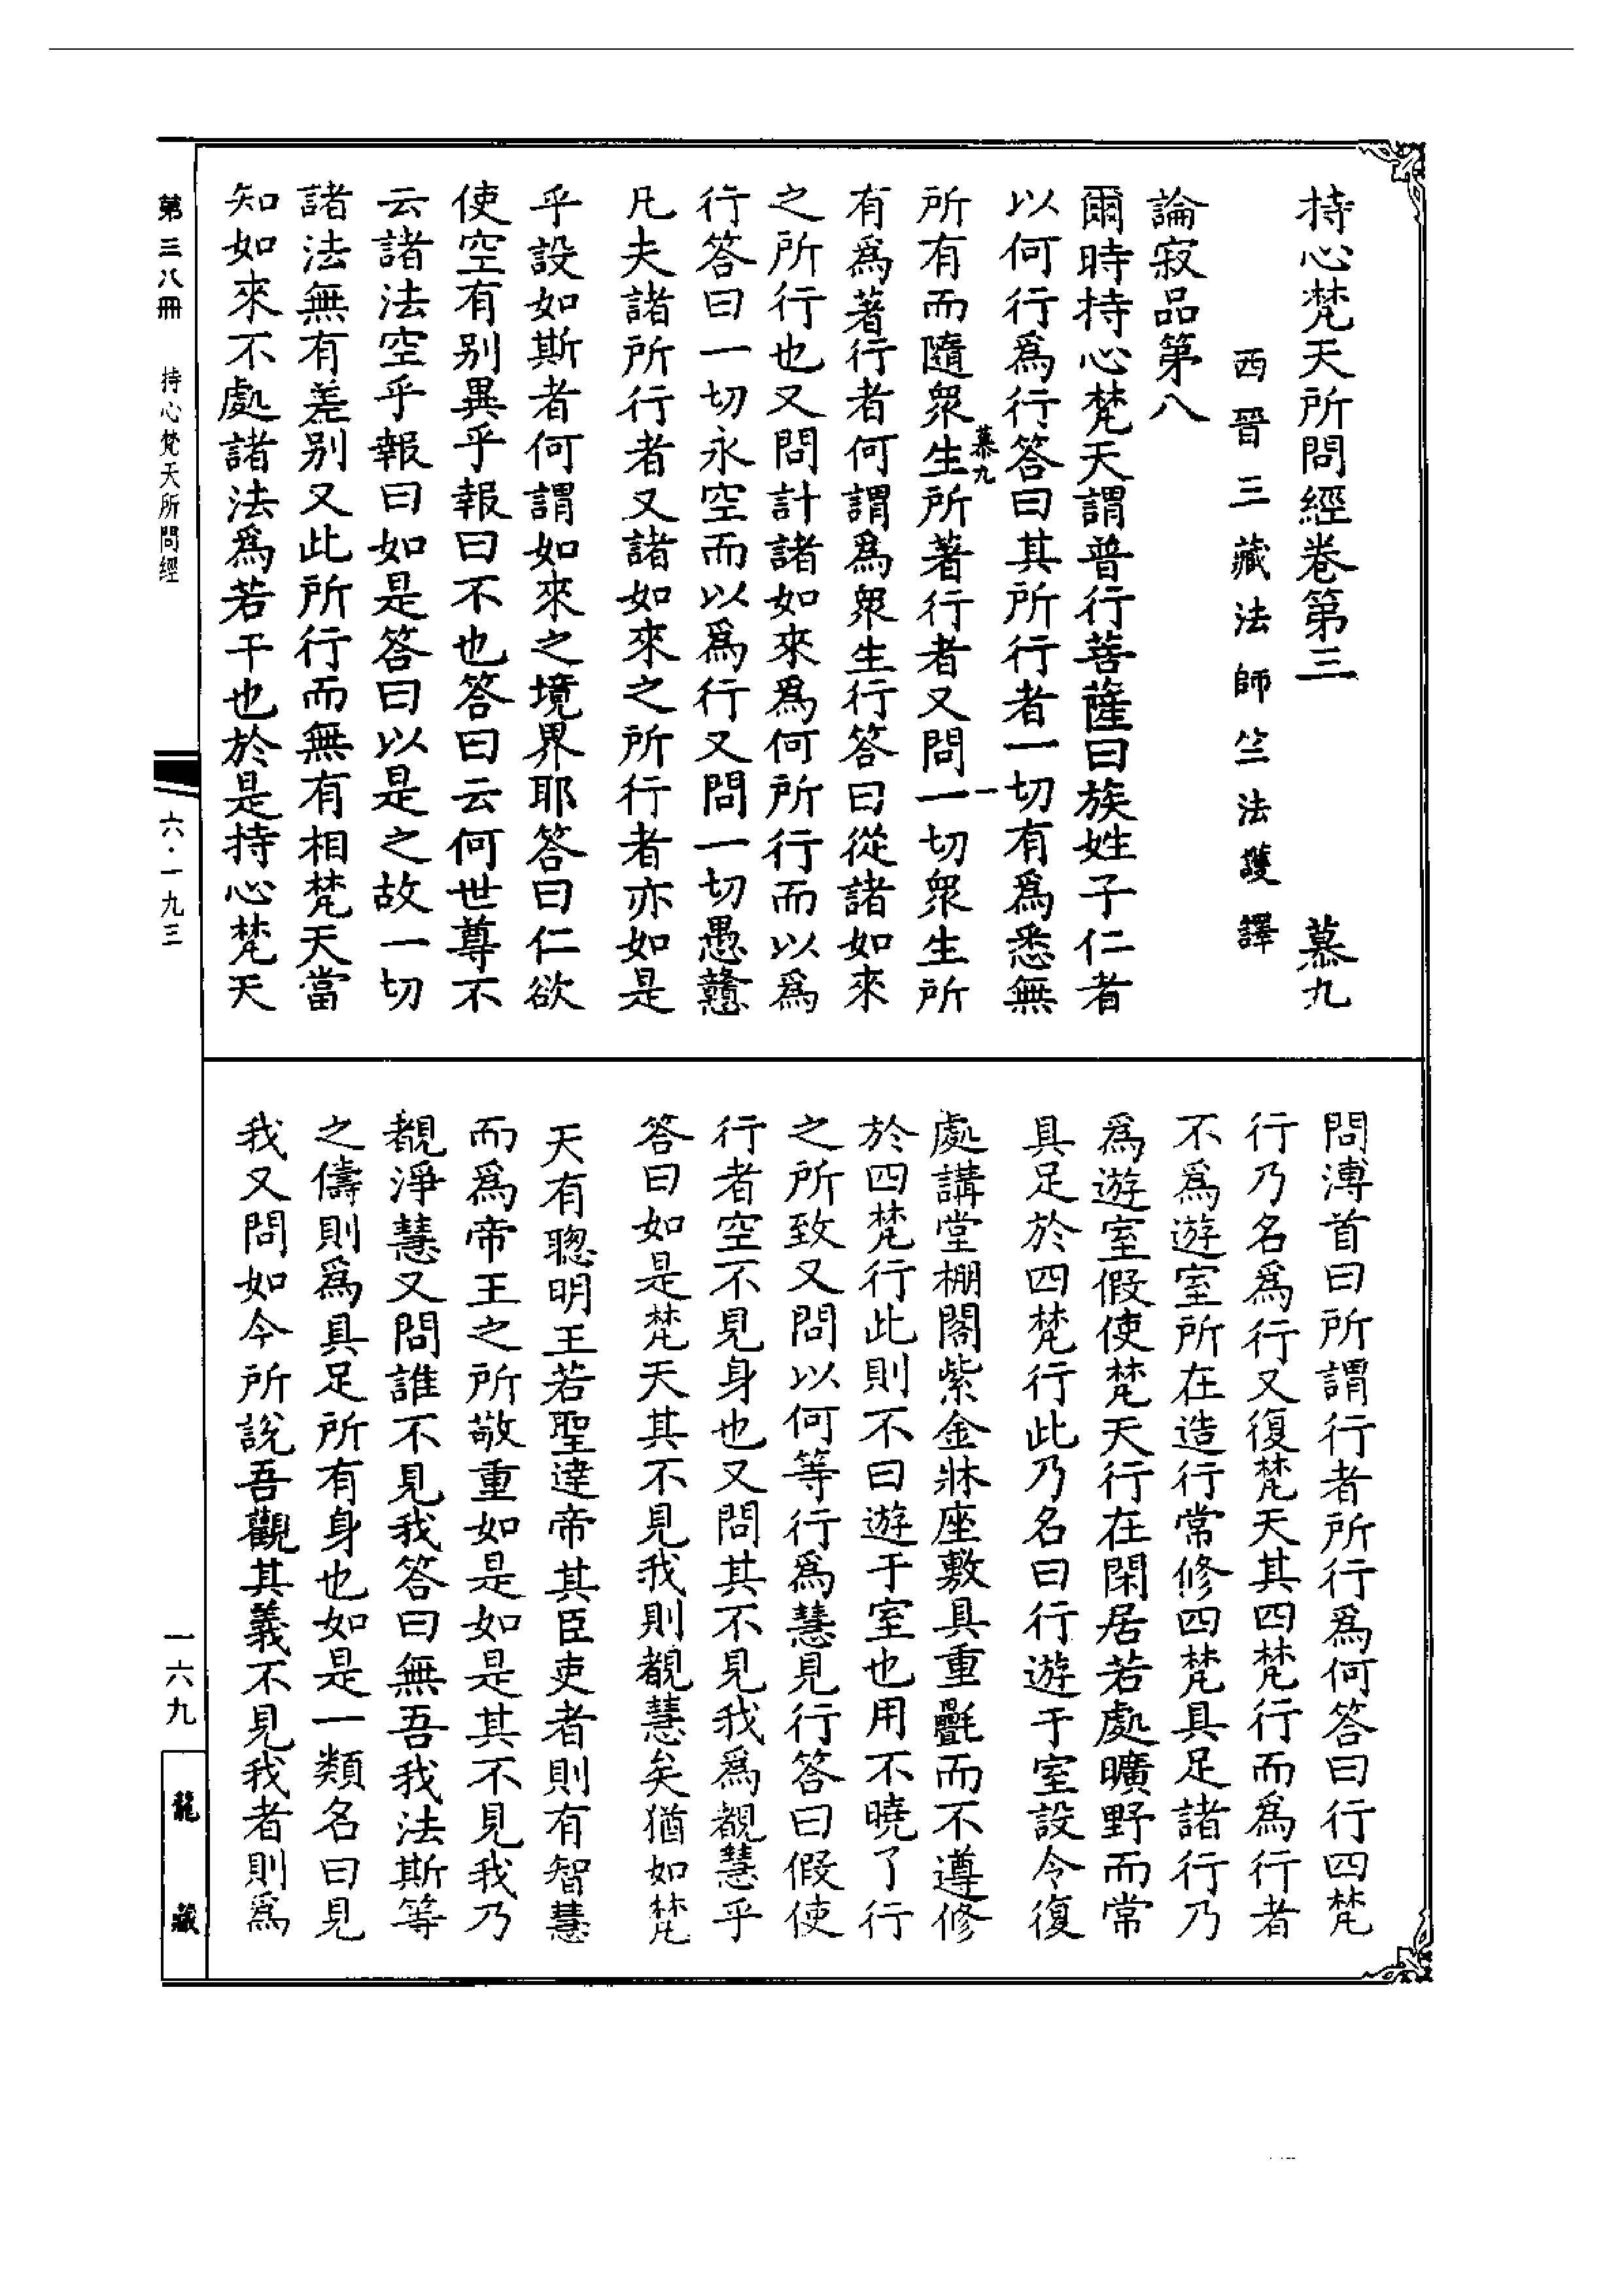 持心梵天所問經卷第三 慕九
西晉三藏法師竺法護譯
論寂品第八
爾時持心梵天謂普行菩薩曰族姓子仁者
以何行爲行答曰其所行行者一切有爲悉無
慕九 一
所有而隨衆生所著行者又問一切衆生所
有爲著行者何謂爲衆生行答曰從諸如來
之所行也又問計諸如來爲何所行而以爲
行答曰一切永空而以爲行又問一切愚戇
凡夫諸所行者又諸如來之所行者亦如是
乎設如斯者何謂如來之境界耶答曰仁欲
使空有别異乎報曰不也答曰云何世尊不
云諸法空乎報曰如是答曰以是之故一切
諸法無有差别又此所行而無有相梵天當
知如來不處諸法爲若干也於是持心梵天
問溥首曰所謂行者所行爲何答曰行四梵
行乃名爲行又復梵天其四梵行而爲行者
不爲遊室所在造行常修四梵具足諸行乃
爲遊室假使梵天行在閑居若處曠野而常
具足於四梵行此乃名曰行遊于室設令復
處講堂棚閣紫金牀座敷具重㲲而不遵修
於四梵行此則不曰遊于室也用不曉了行
之所致又問以何等行爲慧見行答曰假使
行者空不見身也又問其不見我爲覩慧乎
答曰如是梵天其不見我則覩慧矣猶如梵
天有聰明王若聖達帝其臣吏者則有智慧
而爲帝王之所敬重如是如是其不見我乃
覩淨慧又問誰不見我答曰無吾我法斯等
之儔則爲具足所有身也如是一類名曰見
我又問如今所說吾觀其義不見我者則爲
第三八冊 持心梵天所問經
六·一九三
一六九
龍藏